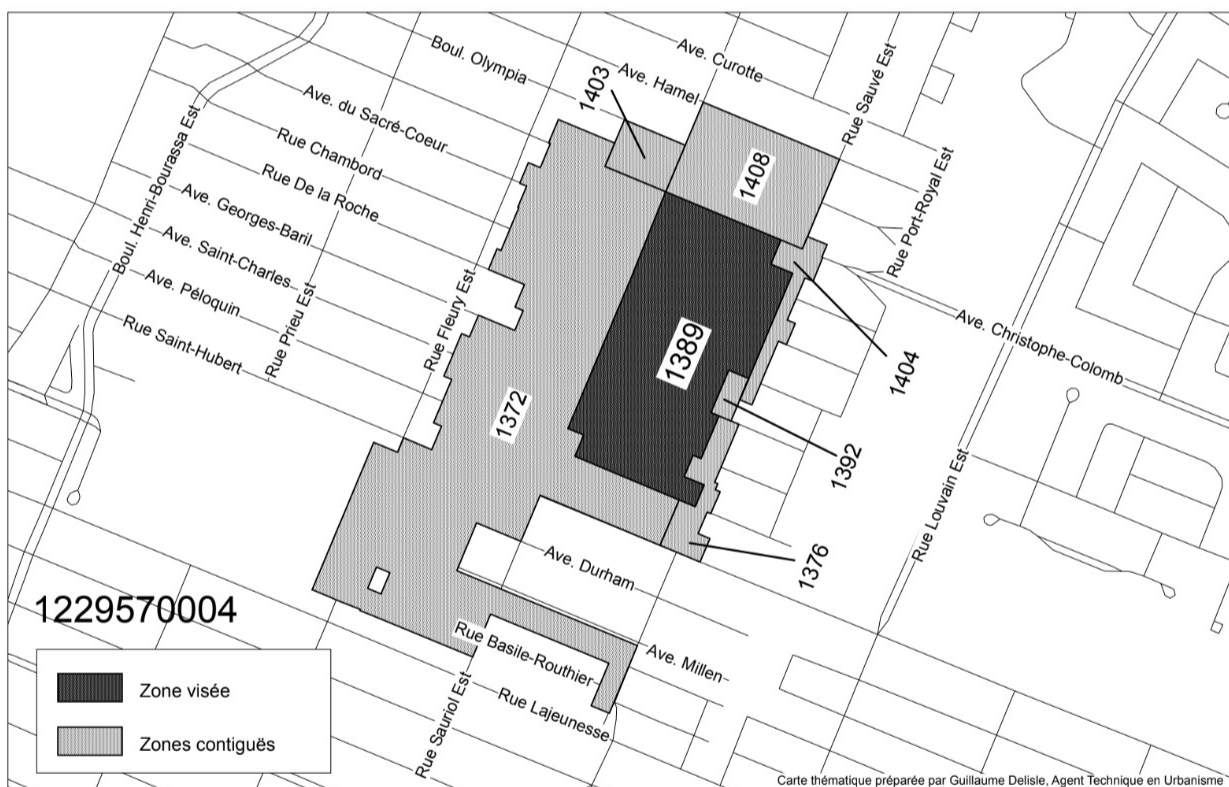 Boul. Olympia
Ave. Curotte
Ave. Hamel
Rue Sauvé Est
1403
Ave. du Sacré-Coeur
Rue Chambord
Rue De la Roche
Ave. Georges-Baril
Ave. Saint-Charles
Ave. Péloquin
Rue Saint-Hubert
Boul. Henri-Bourassa Est
Rue Prieu Est
Rue Fleury Est
1408
Rue Port-Royal Est
Ave. Christophe-Colomb
1389
1404
1372
1392
Rue Louvain Est
1376
Ave. Durham
1229570004
Rue Basile-Routhier
Ave. Millen
Rue Lajeunesse
Rue Sauriol Est
Zone visée
Zones contiguës
Carte thématique préparée par Guillaume Delisle, Agent Technique en Urbanisme